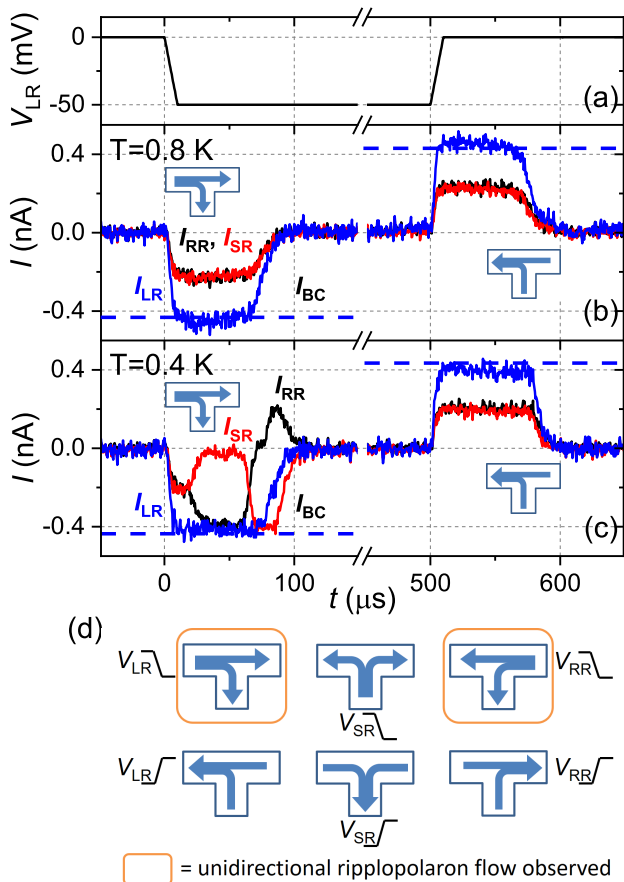 V_LR (mV)
0
-50
(a)
T=0.8 K
I (nA)
0.4
0.0
-0.4
I_RR, I_SR
I_LR
I_BC
(b)
T=0.4 K
I (nA)
0.4
0.0
-0.4
I_RR
I_SR
I_LR
I_BC
(c)
0 100 500 600
t (μs)
(d)
V_LR
V_SR
V_RR
V_LR
V_SR
V_RR
= unidirectional ripplopolaron flow observed